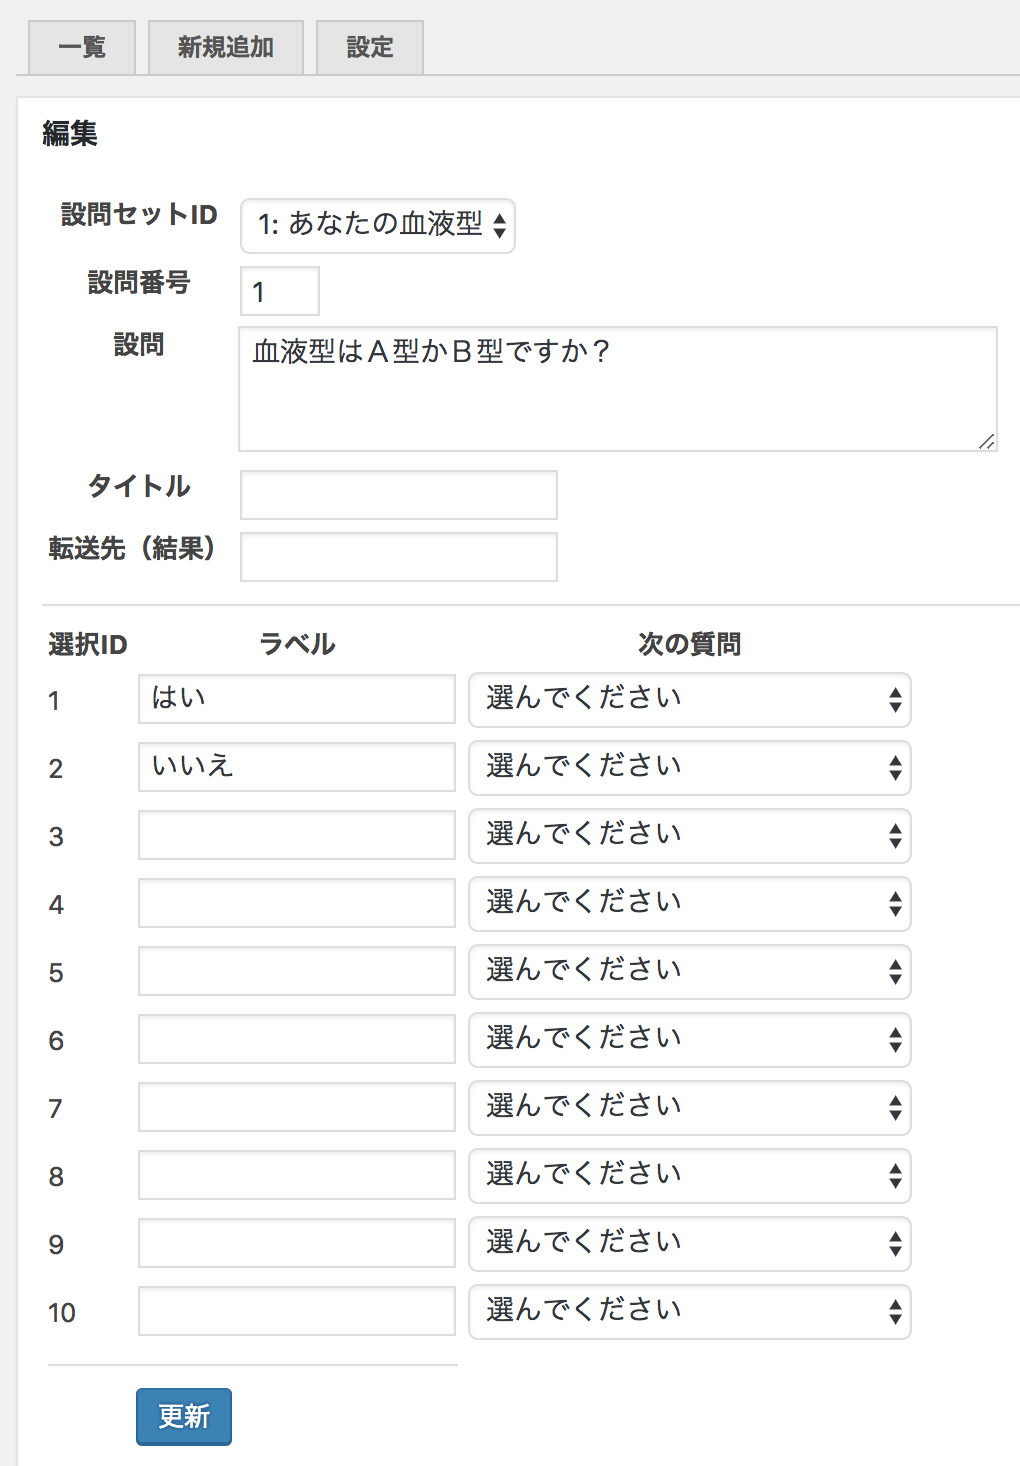 一覧 新規追加 設定
編集
設問セットID 1: あなたの血液型
設問番号 1
設問 血液型はＡ型かＢ型ですか？
タイトル
転送先（結果）
選択ID ラベル 次の質問
1 はい 選んでください
2 いいえ 選んでください
3 選んでください
4 選んでください
5 選んでください
6 選んでください
7 選んでください
8 選んでください
9 選んでください
10 選んでください
更新